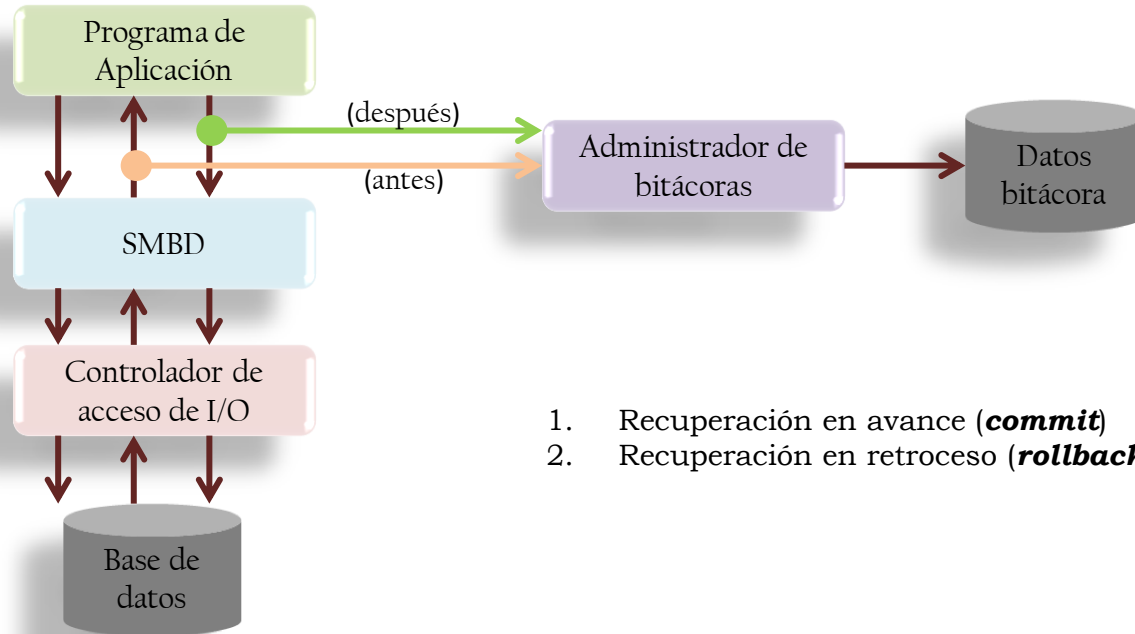 Programa de
Aplicación
(después)
(antes)
Administrador de
bitácoras
Datos
bitácora
SMBD
Controlador de
acceso de I/O
1. Recuperación en avance (commit)
2. Recuperación en retroceso (rollback
Base de
datos